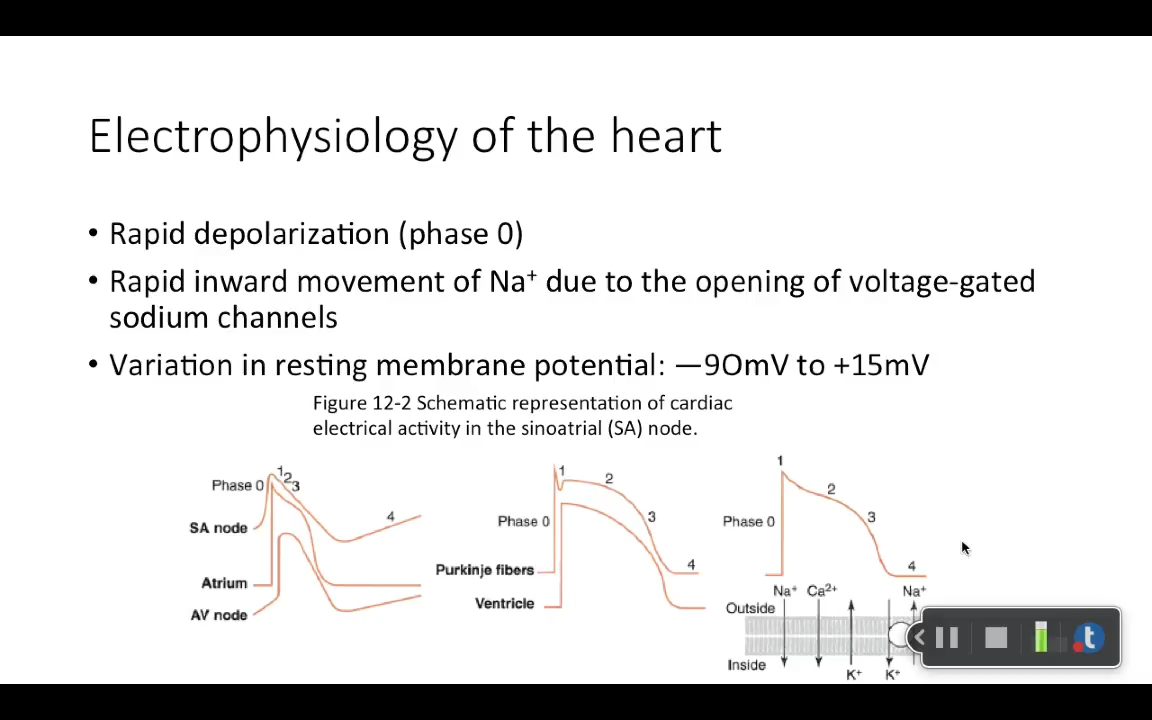 Electrophysiology of the heart
• Rapid depolarization (phase 0)
• Rapid inward movement of Na⁺ due to the opening of voltage-gated
sodium channels
• Variation in resting membrane potential: —9OmV to +15mV
Figure 12-2 Schematic representation of cardiac
electrical activity in the sinoatrial (SA) node.
Phase 0 1 2 3
SA node 4
Atrium
AV node
1 2
Phase 0 3
Purkinje fibers 4
Ventricle
1
2
Phase 0 3
4
Na⁺ Ca²⁺ Na⁺
Outside
Inside
K⁺ K⁺
t